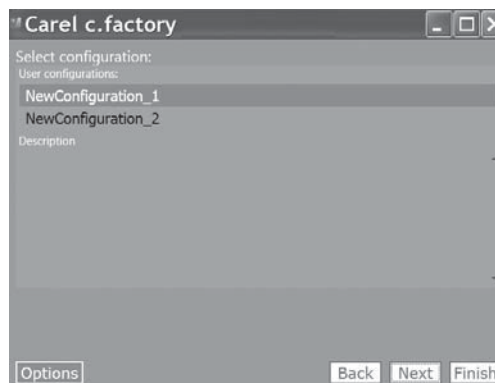 Carel c.factory
Select configuration:
User configurations:
NewConfiguration_1
NewConfiguration_2
Description
Options Back Next Finish